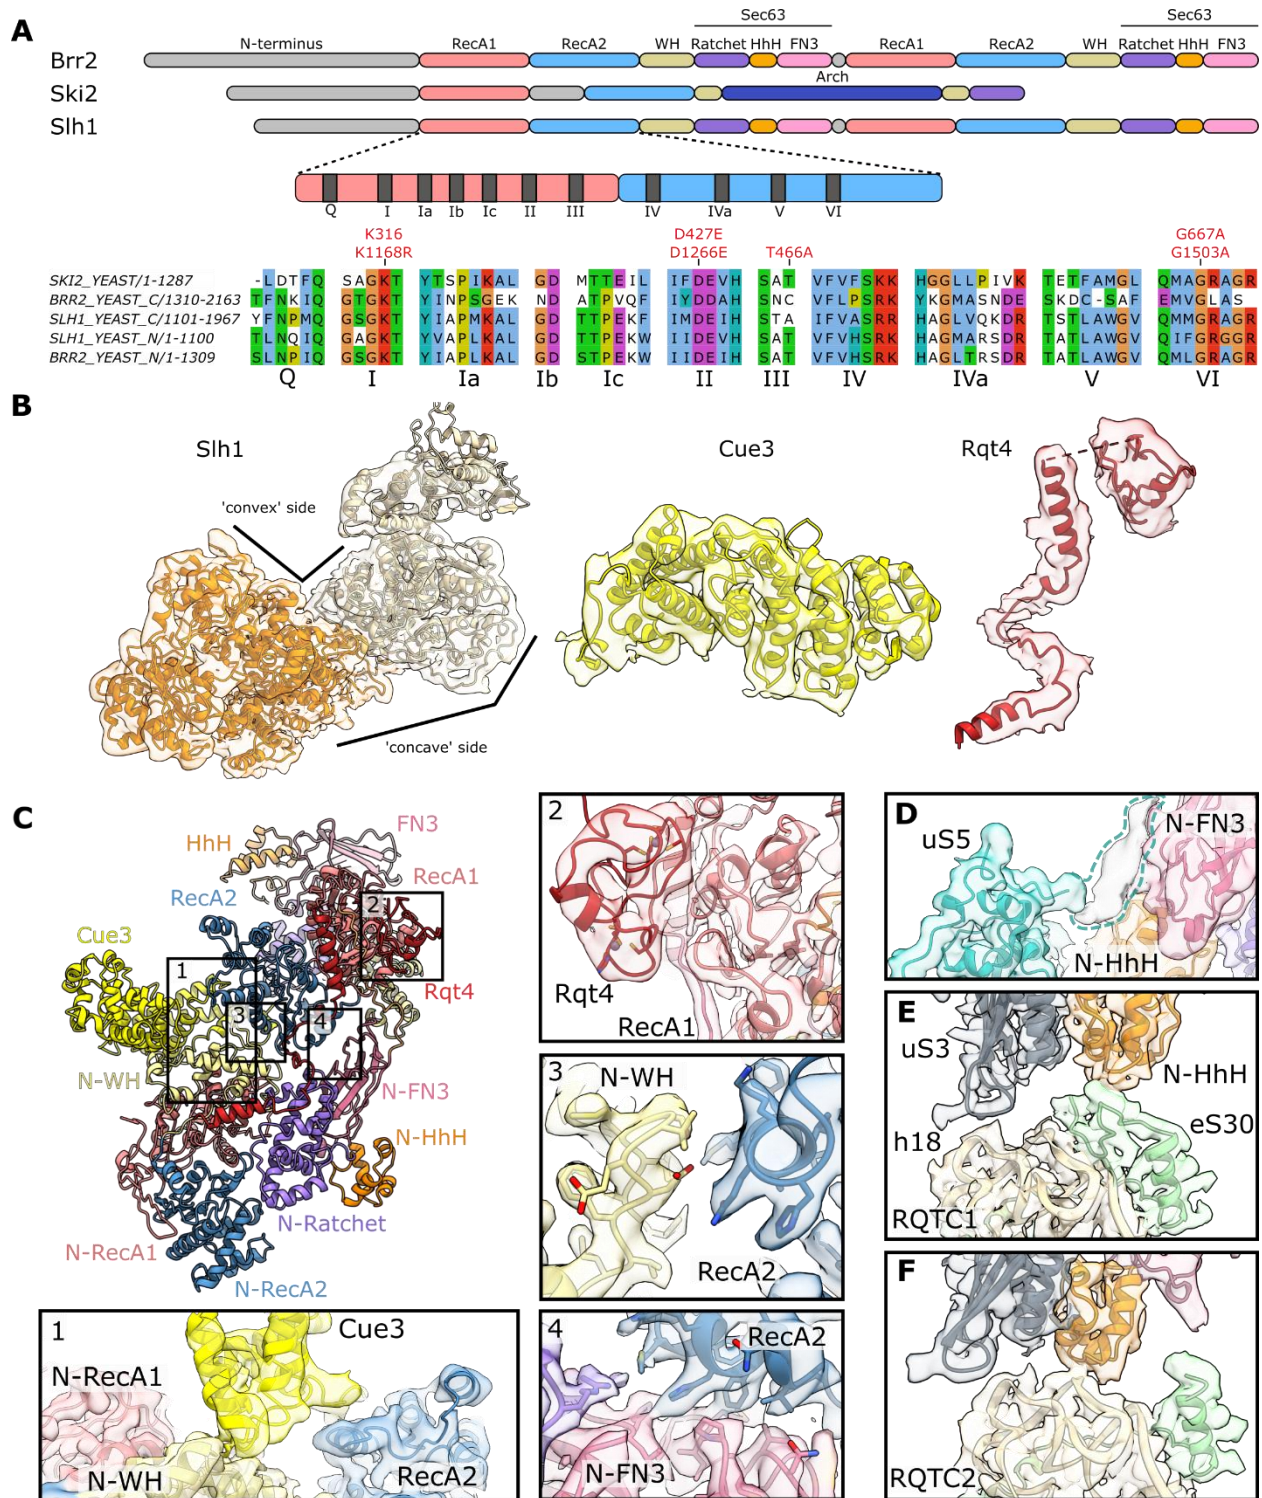 A
Sec63 Sec63
N-terminus RecA1 RecA2 WH Ratchet HhH FN3 RecA1 RecA2 WH Ratchet HhH FN3
Brr2
Arch
Ski2
Slh1
Q I Ia Ib Ic II III IV IVa V VI
K316 D427E G667A
K1168R D1266E T466A G1503A
SKI2_YEAST/1-1287 -LDTFQ SAGKT YTSPIKAL GD MTTEIL IFDEVH SAT VFVFSRK HGGLLPIVK TETFAMGL QMAGRAGR
BRR2_YEAST_C/1310-2163 TFNKIQ GTGKT YINPSGEK ND ATPVQF IYDDAH SNC VFLPSRK YKGMASNDE SKDC-SAF EMVGLAS
SLH1_YEAST_C/1101-1967 YFNPMQ GSGKT YIAPMKAL GD TTPEKF IMDEIH STA IFVASRR HAGLVQKDR TSTLAWGV QMMGRAGR
SLH1_YEAST_N/1-1100 TLNQIQ GAGKT YVAPLKAL GD TTPEKW IIDEVH SAT VFVHSRK HAGMARSDR TATLAWGV QIFGRAGR
BRR2_YEAST_N/1-1309 SLNPIQ GSGKT YIAPLKAL GD STPEKW IIDEIH SAT VFVHSRK HAGLTRSDR TATLAWGV QMLGRGGR
Q I Ia Ib Ic II III IV IVa V VI
B
Slh1
'convex' side
'concave' side
Cue3
Rqt4
C
FN3
HhH
RecA1
RecA2
2
Cue3
1
Rqt4
3
4
N-WH
N-FN3
N-HhH
N-Ratchet
N-RecA1
N-RecA2
1
Cue3
N-RecA1
N-WH
RecA2
2
Rqt4
RecA1
3
N-WH
RecA2
4
RecA2
N-FN3
D
uS5
N-FN3
N-HhH
E
uS3
N-HhH
h18
eS30
RQTC1
F
RQTC2